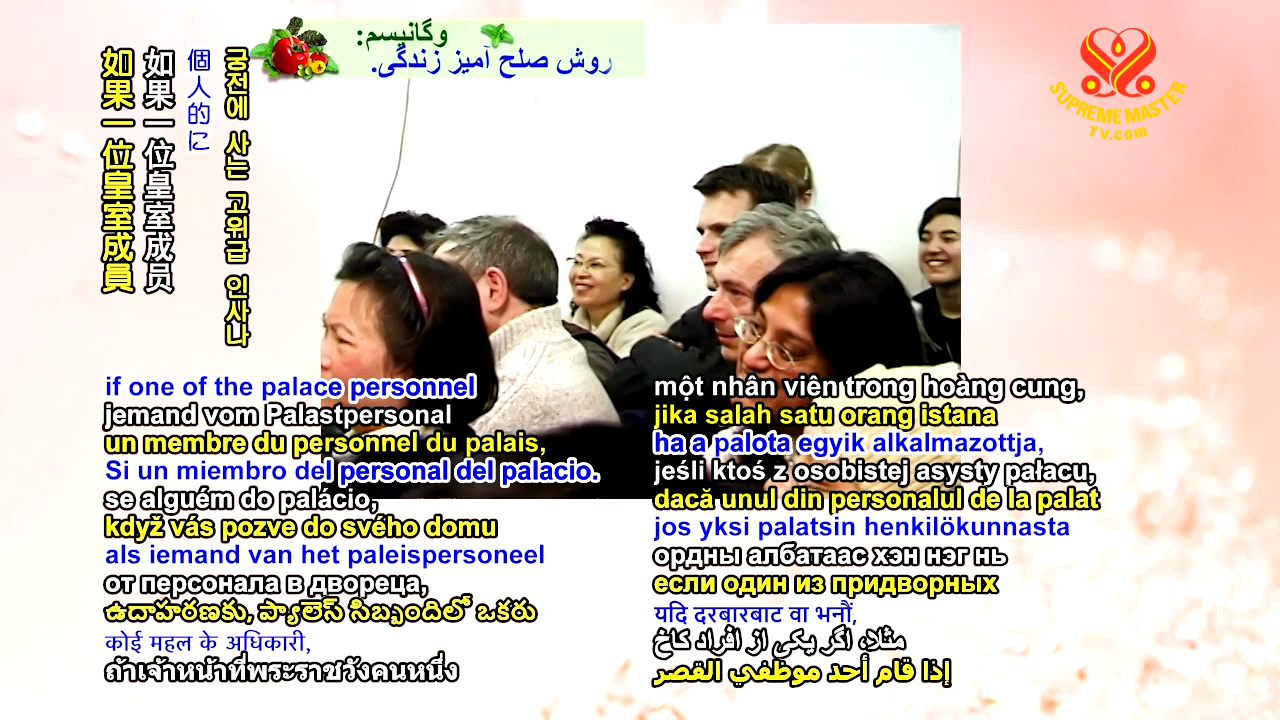 وگانیسم:
روش صلح آمیز زندگی.
SUPREME MASTER
TV.com
如果一位皇室成員
如果一位皇室成员
個人的に
궁전에 사는 고위급 인사나
if one of the palace personnel
jemand vom Palastpersonal
un membre du personnel du palais,
Si un miembro del personal del palacio.
se alguém do palácio,
když vás pozve do svého domu
als iemand van het paleispersoneel
от персонала в двореца,
ఉదాహరణకు, ప్యాలెస్ సిబ్బందిలో ఒకరు
कोई महल के अधिकारी,
ถ้าเจ้าหน้าที่พระราชวังคนหนึ่ง
một nhân viên trong hoàng cung,
jika salah satu orang istana
ha a palota egyik alkalmazottja,
jeśli ktoś z osobistej asysty pałacu,
dacă unul din personalul de la palat
jos yksi palatsin henkilökunnasta
ордны албатаас хэн нэг нь
если один из придворных
यदि दरबारबाट वा भनौं,
مثلا، اگر یکی از افراد کاخ
إذا قام أحد موظفي القصر